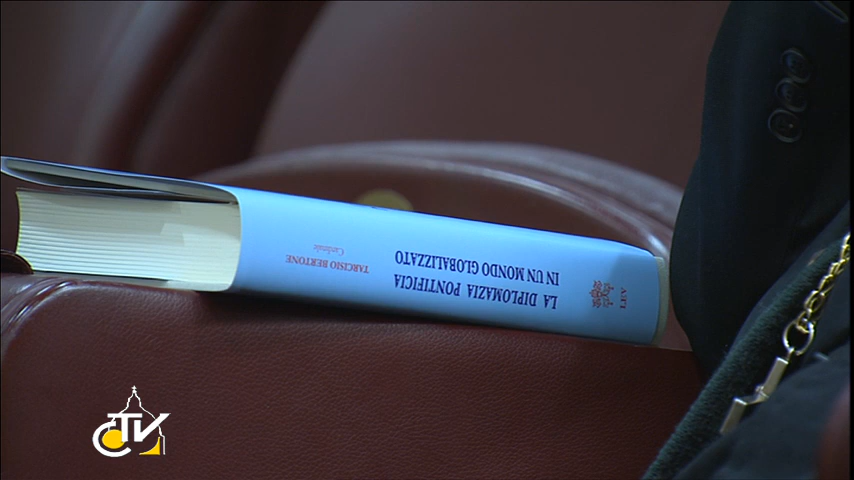 TARCISIO BERTONE
Cardinale
LA DIPLOMAZIA PONTIFICIA
IN UN MONDO GLOBALIZZATO
LEV
CTV